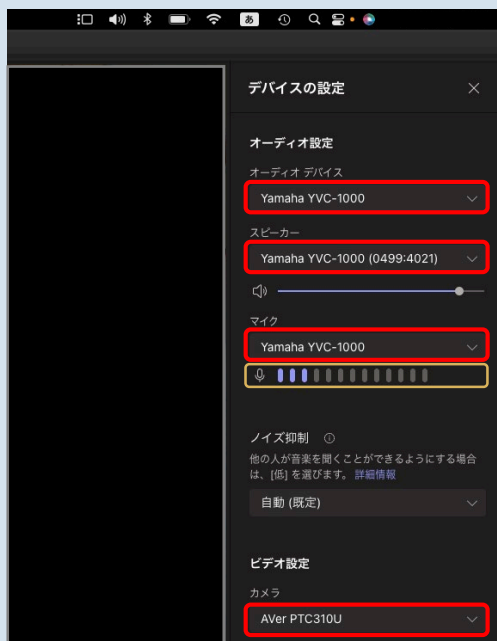 あ
デバイスの設定
オーディオ設定
オーディオ デバイス
Yamaha YVC-1000
スピーカー
Yamaha YVC-1000 (0499:4021)
マイク
Yamaha YVC-1000
ノイズ抑制
他の人が音楽を聞くことができるようにする場合
は、[低] を選びます。 詳細情報
自動 (既定)
ビデオ設定
カメラ
AVer PTC310U